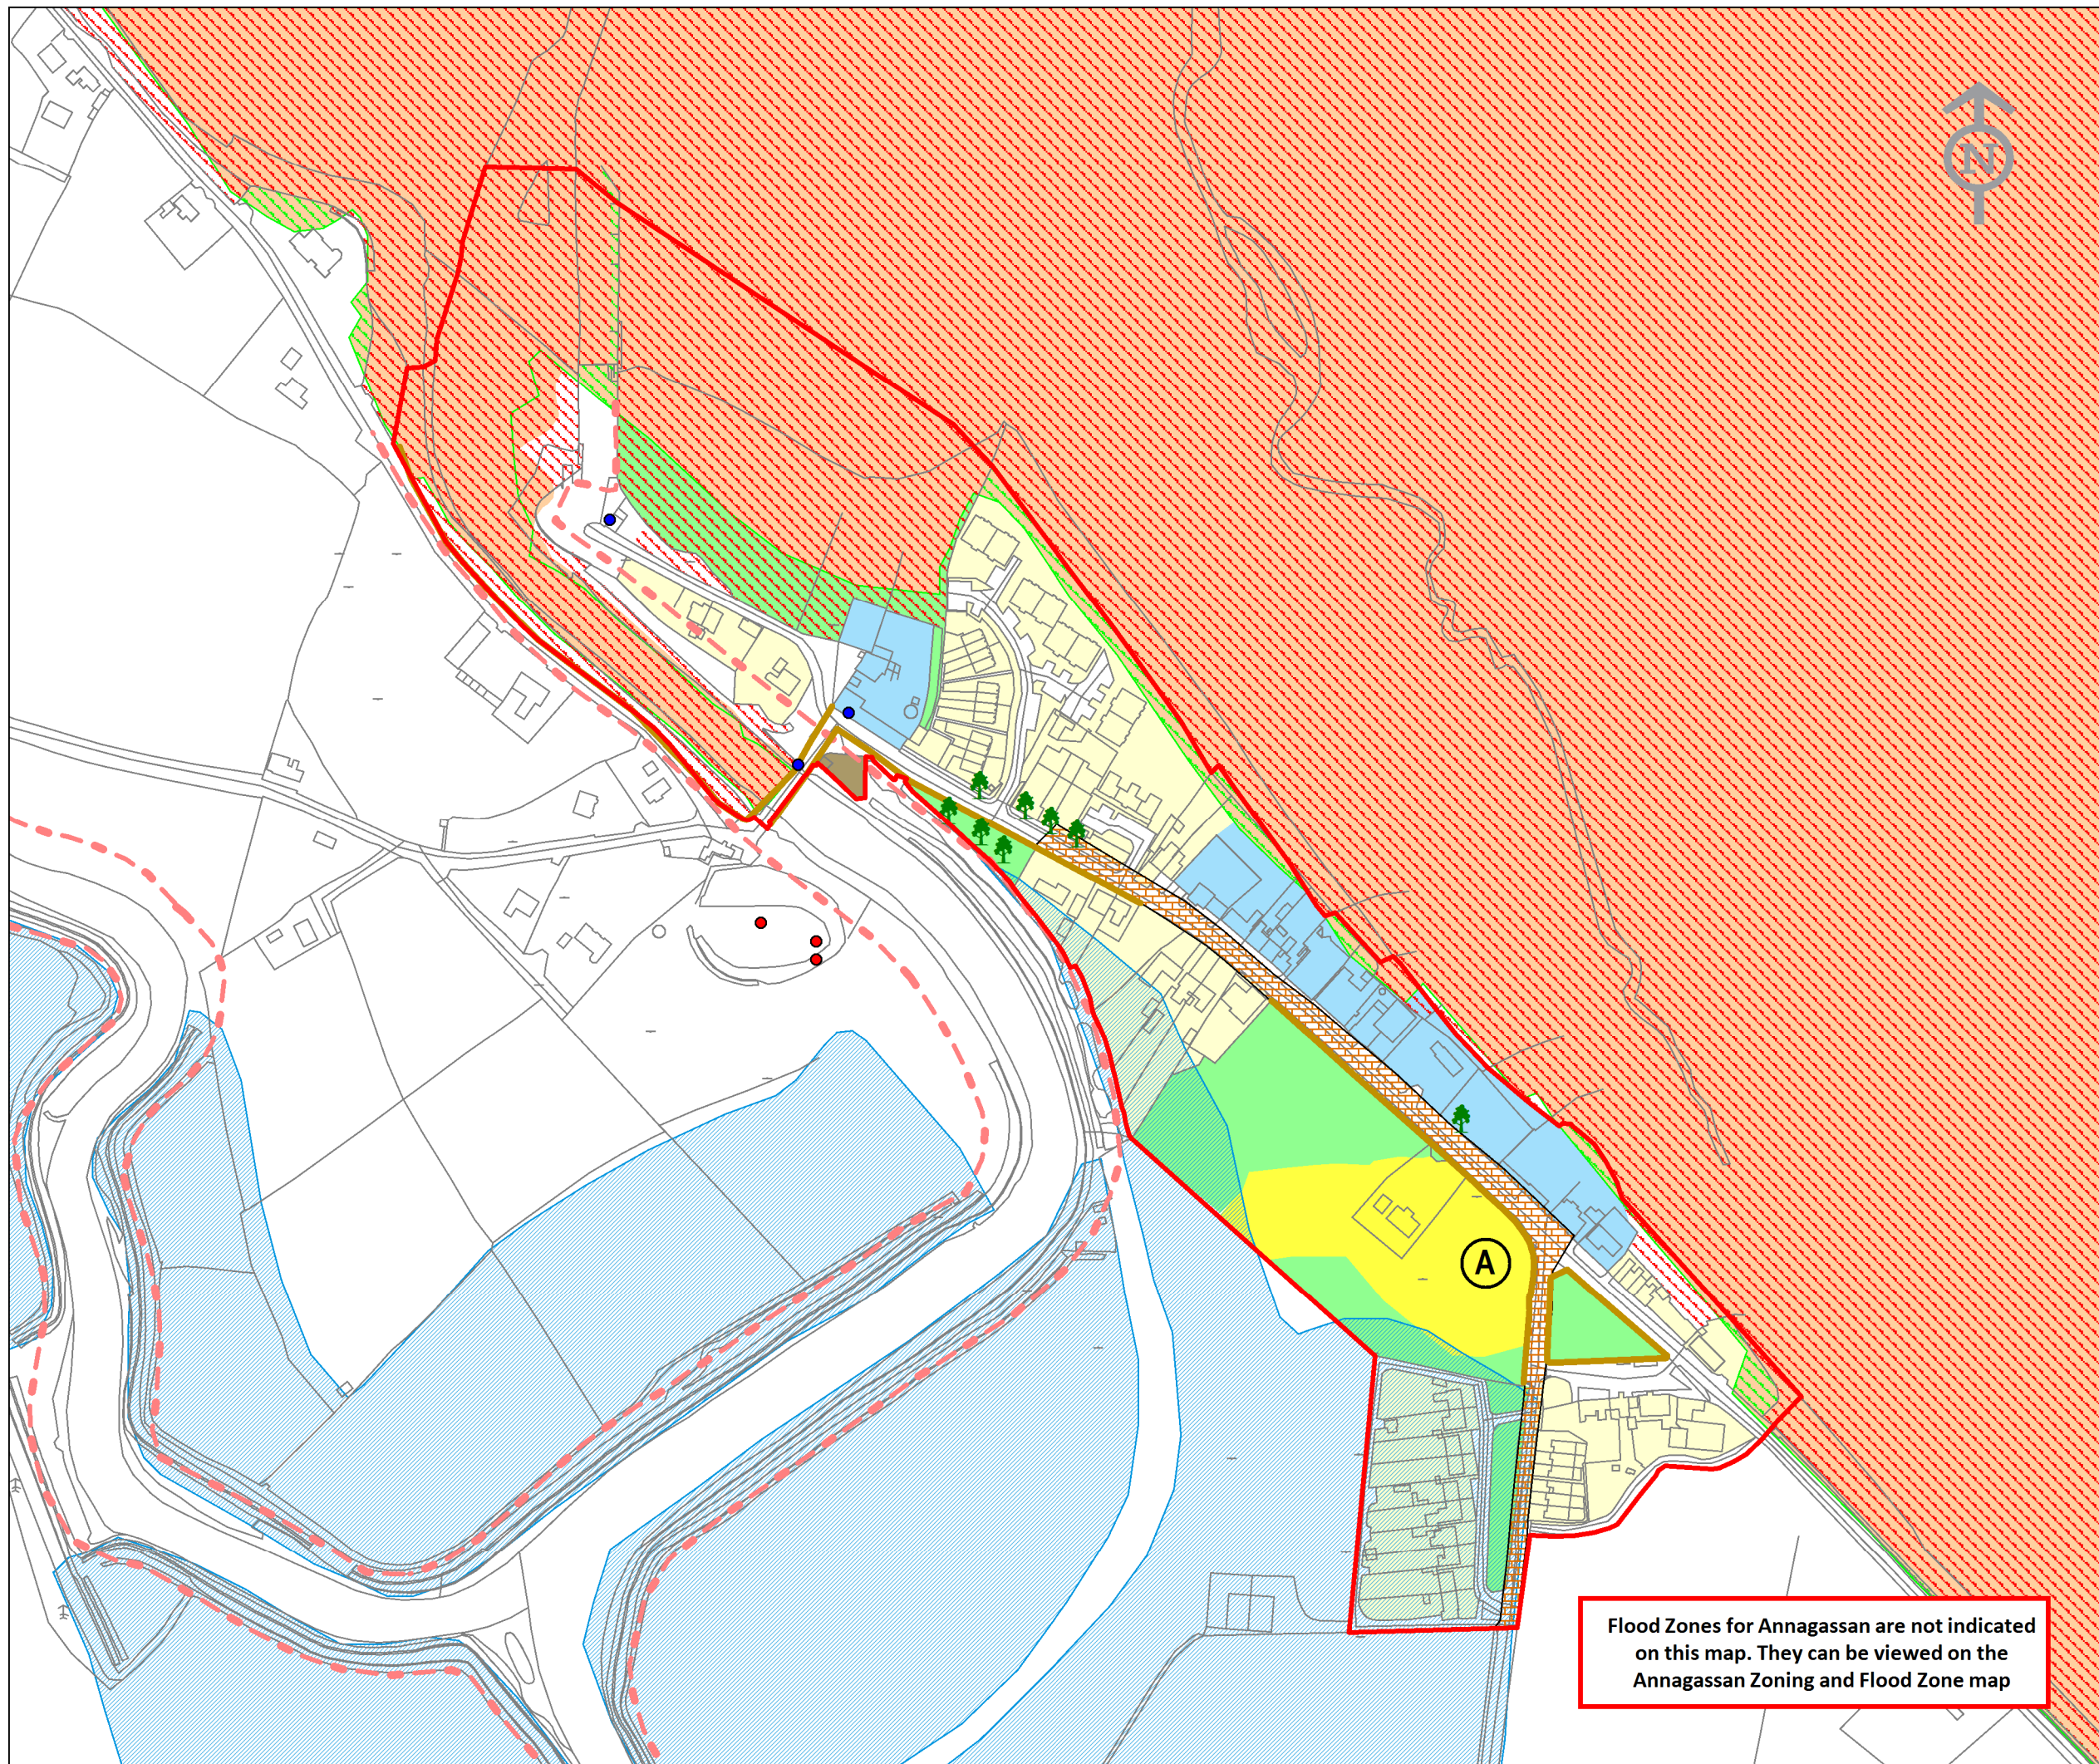 N
A
Flood Zones for Annagassan are not indicated
on this map. They can be viewed on the
Annagassan Zoning and Flood Zone map